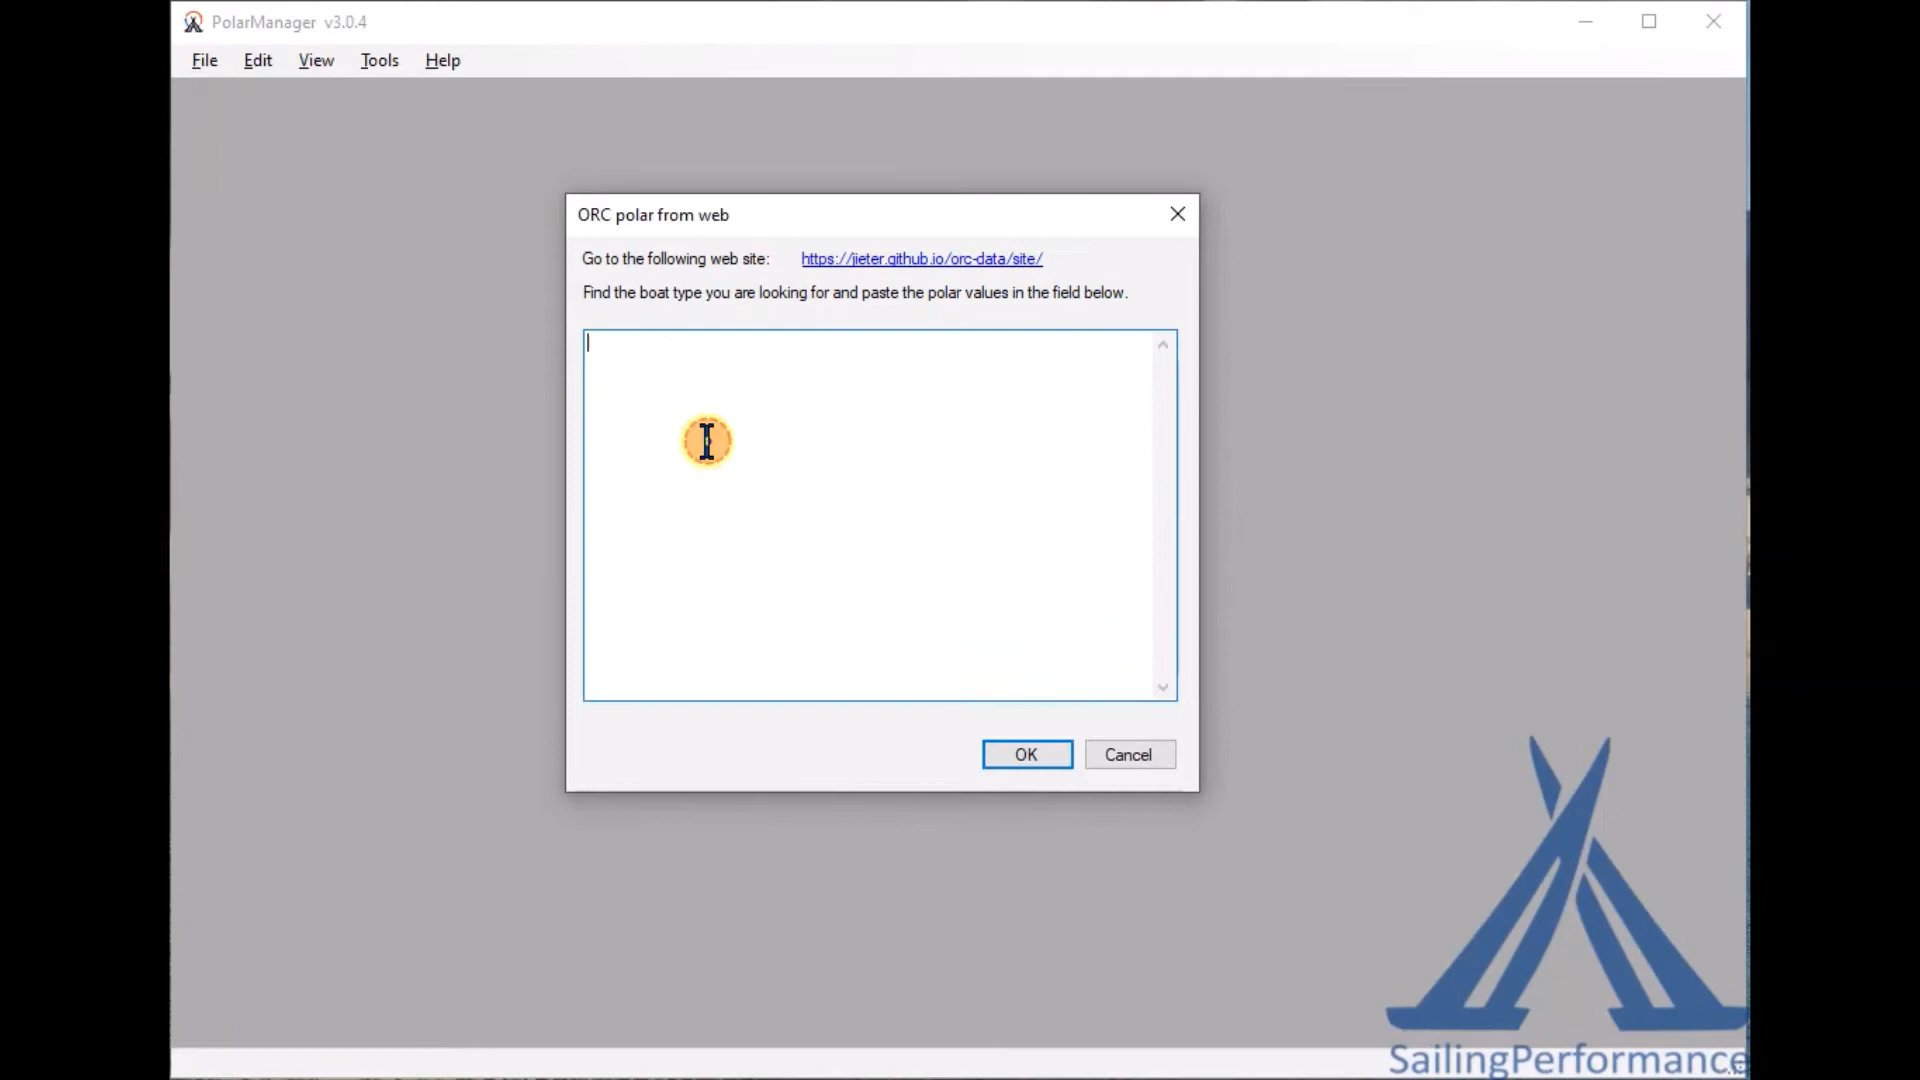 PolarManager v3.0.4
File Edit View Tools Help
ORC polar from web
Go to the following web site: https://jieter.github.io/orc-data/site/
Find the boat type you are looking for and paste the polar values in the field below.
OK Cancel
SailingPerformance